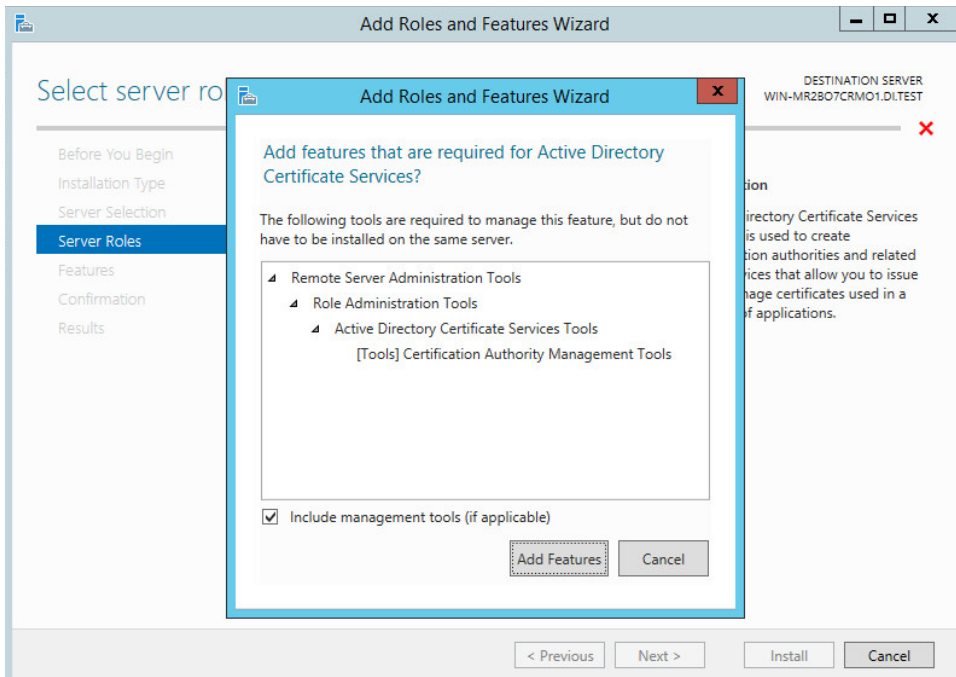 Add Roles and Features Wizard
Select server ro
DESTINATION SERVER
WIN-MR2BO7CRMO1.DI.TEST
Before You Begin
Installation Type
Server Selection
Server Roles
Features
Confirmation
Results
Add Roles and Features Wizard
Add features that are required for Active Directory
Certificate Services?
The following tools are required to manage this feature, but do not
have to be installed on the same server.
Remote Server Administration Tools
Role Administration Tools
Active Directory Certificate Services Tools
[Tools] Certification Authority Management Tools
Include management tools (if applicable)
Add Features
Cancel
tion
irectory Certificate Services
is used to create
tion authorities and related
vices that allow you to issue
nage certificates used in a
of applications.
< Previous
Next >
Install
Cancel